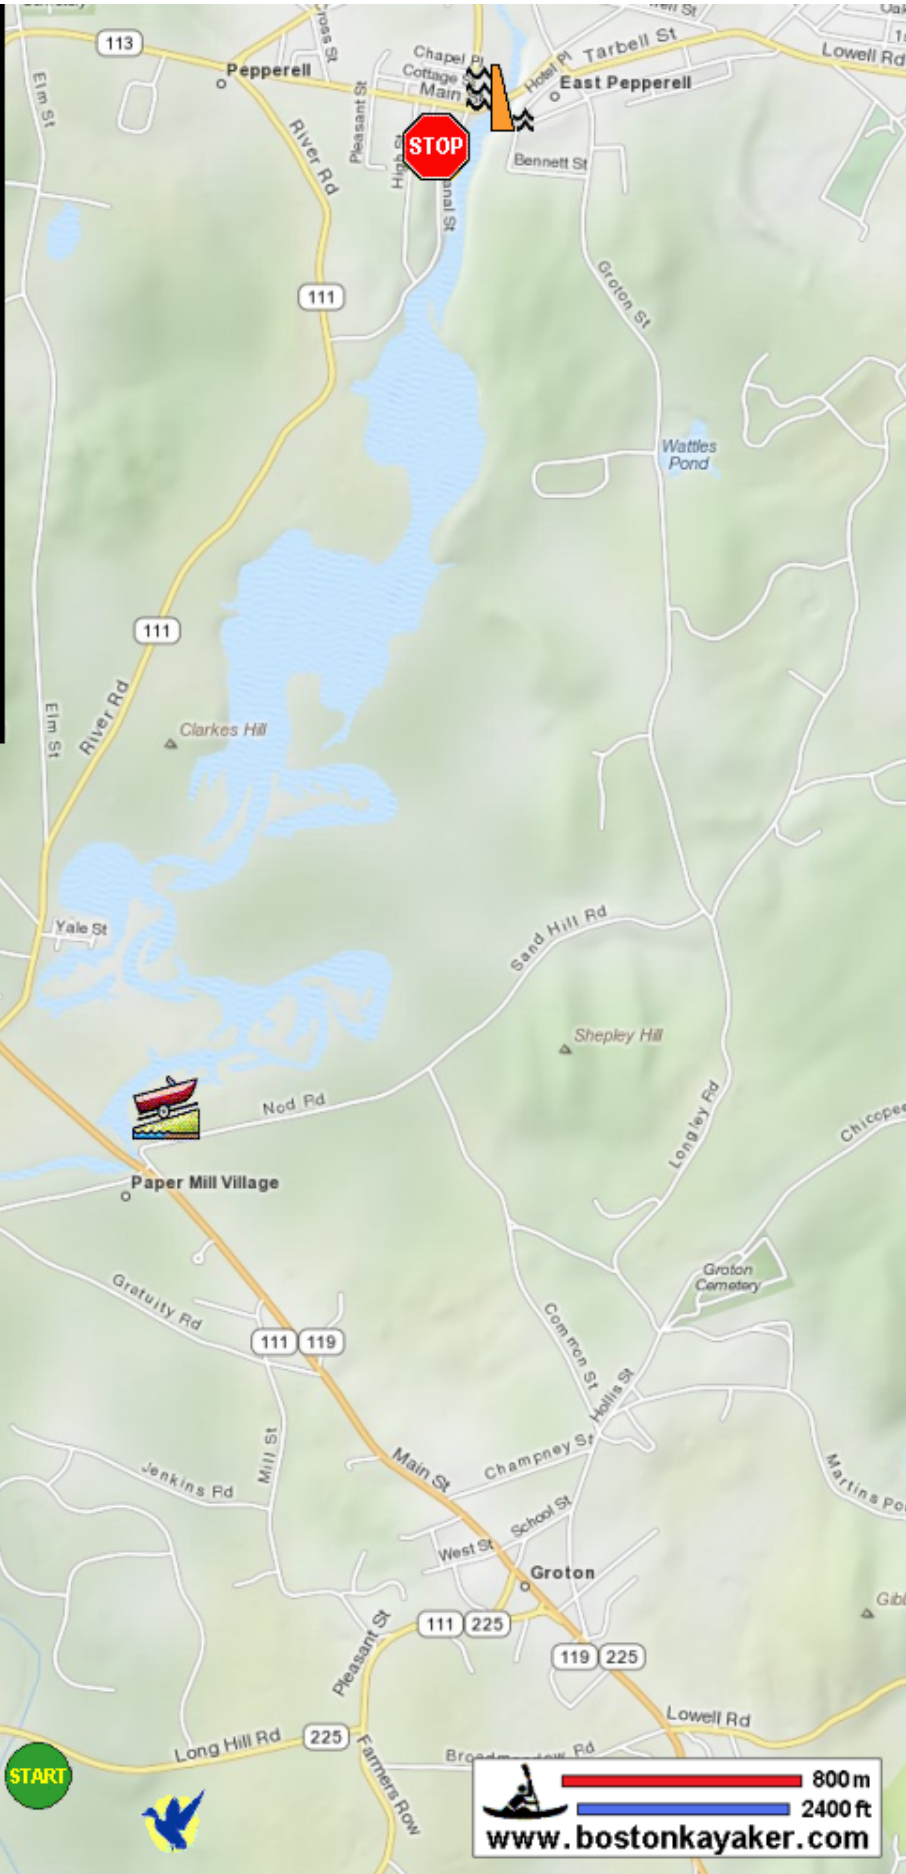 113
Cross St
Chapel Pl
Tarbell St
Lowell Rd
Hotel Pl
Pepperell
Cottage
Main
East Pepperell
Elm St
Pleasant St
River Rd
High St
STOP
Bennett St
anal St
111
Groton St
Wattles
Pond
111
River Rd
Elm St
Clarkes Hill
Yale St
Sand Hill Rd
Shepley Hill
Nod Rd
Longley Rd
Chicopee
Paper Mill Village
Groton
Cemetery
Gratuity Rd
111
119
Common St
Hollis St
Main St
Champney St
Mill St
Jenkins Rd
Martins Po
School St
West St
Groton
Gibb
111
225
Pleasant St
119
225
Lowell Rd
Long Hill Rd
225
Farmers Row
START
800 m
2400 ft
www.bostonkayaker.com